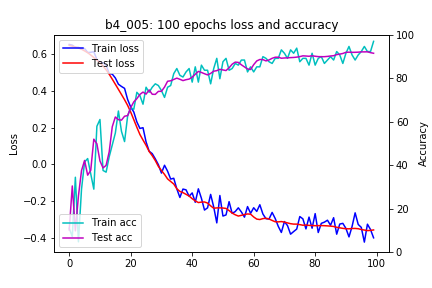 b4_005: 100 epochs loss and accuracy
Train loss
Test loss
Train acc
Test acc
Loss
0.6
0.4
0.2
0.0
−0.2
−0.4
Accuracy
100
80
60
40
20
0
0
20
40
60
80
100